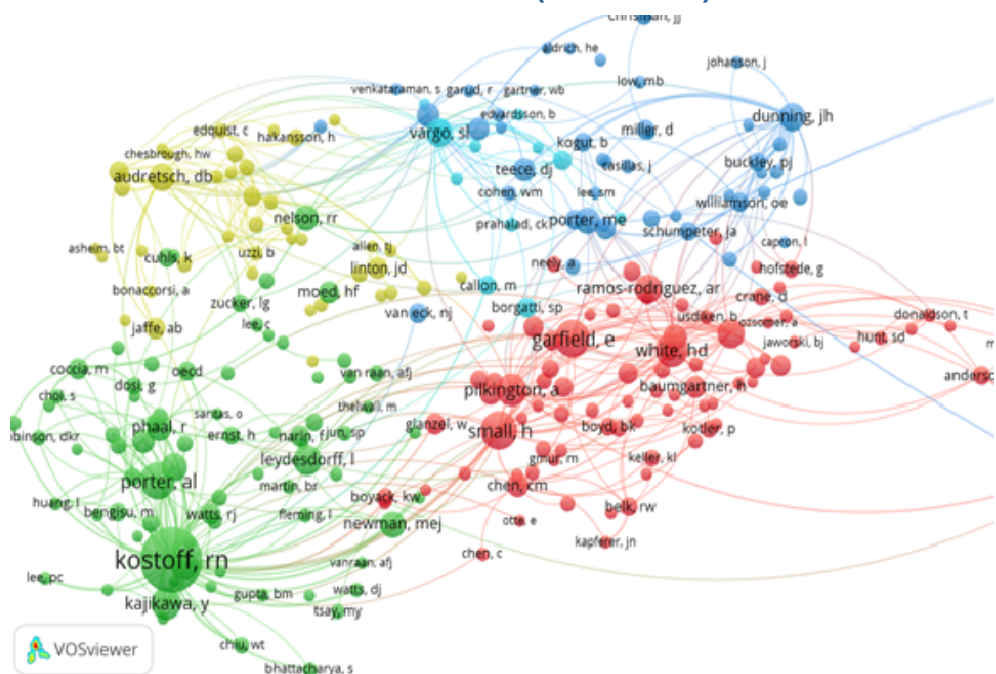 johanson, j
aldrich, he
low, mb
venkataraman, s
garud, r
gartner, wb
edvardsson, b
dunning, jlh
edquist, c
hakansson, h
vargo, sl
kogut, b
miller, d
chesbrough, hw
audretsch, db
teece, dj
casillas, j
buckley, pj
cohen, wm
lee, sm
williamson, oe
nelson, rr
prahaladi, ck
porter, me
schumpeter, ja
asheim, bt
cuhls, k
uzzi, b
allen, tj
linton, jd
neely, a
capron, l
hofstede, g
bonaccorsi, a
zucker, lg
moed, hf
callon, m
ramos-rodriguez, ar
crane, d
borgatti, sp
van eck, nj
usdiken, b
donaldson, t
jaffe, ab
lee, c
garfield, e
white, hd
jaworski, bj
hunt, sd
coccia, m
oecd
van raan, afj
anderso
dosi, g
choi, s
pilkington, a
baumgartner, h
santos, o
thelwall, m
phaal, r
ernst, h
narin, f
jun, sp
glanzel, w
small, h
boyd, bk
kotler, p
robinson, dkr
leydesdorff, l
gmur, m
keller, kl
porter, al
martin, br
chen, cm
huang, l
bengisu, m
watts, rj
fleming, l
boyack, kw
belk, rw
newman, mej
otte, e
kapferer, jn
chen, c
kostoff, rn
vanraan, afj
lee, pc
gupta, bm
watts, dj
kajikawa, y
tsay, my
chiu, wt
bhattacharya, s
VOSviewer